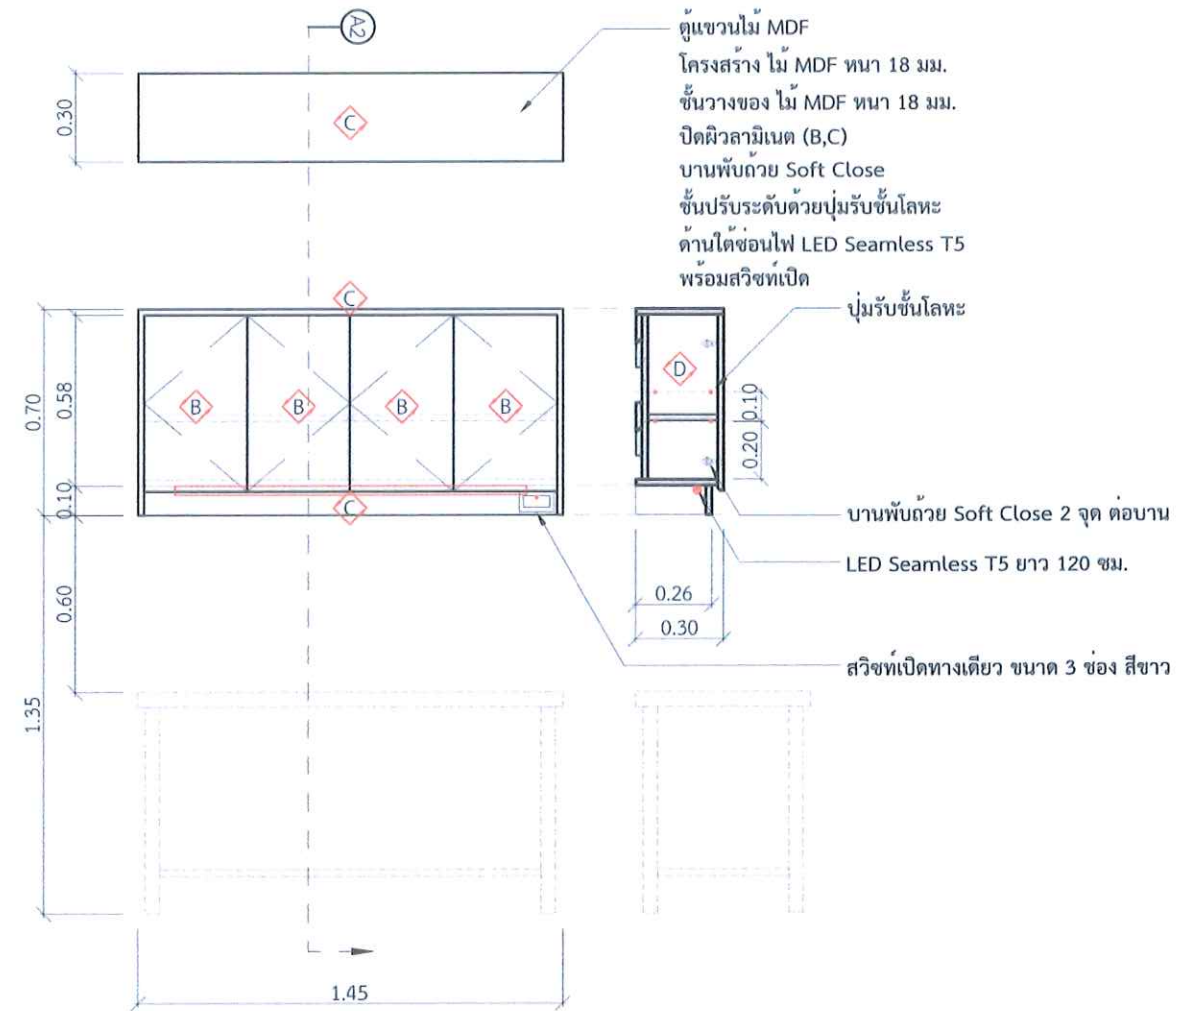 A2
ตู้แขวนไม้ MDF
โครงสร้าง ไม้ MDF หนา 18 มม.
ชั้นวางของ ไม้ MDF หนา 18 มม.
ปิดผิวลามิเนต (B,C)
บานพับถ้วย Soft Close
ชั้นปรับระดับด้วยปุ่มรับชั้นโลหะ
ด้านใต้ซ่อนไฟ LED Seamless T5
พร้อมสวิซท์เปิด
0.30
C
C
ปุ่มรับชั้นโลหะ
0.70
0.58
B
B
B
B
D
0.10
0.20
0.10
C
บานพับถ้วย Soft Close 2 จุด ต่อบาน
LED Seamless T5 ยาว 120 ซม.
0.26
0.30
0.60
สวิซท์เปิดทางเดียว ขนาด 3 ช่อง สีขาว
1.35
1.45